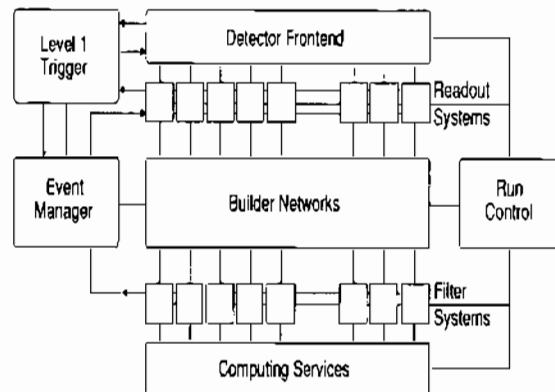 Level 1
Trigger
Detector Frontend
Readout
Systems
Event
Manager
Builder Networks
Run
Control
Filter
Systems
Computing Services